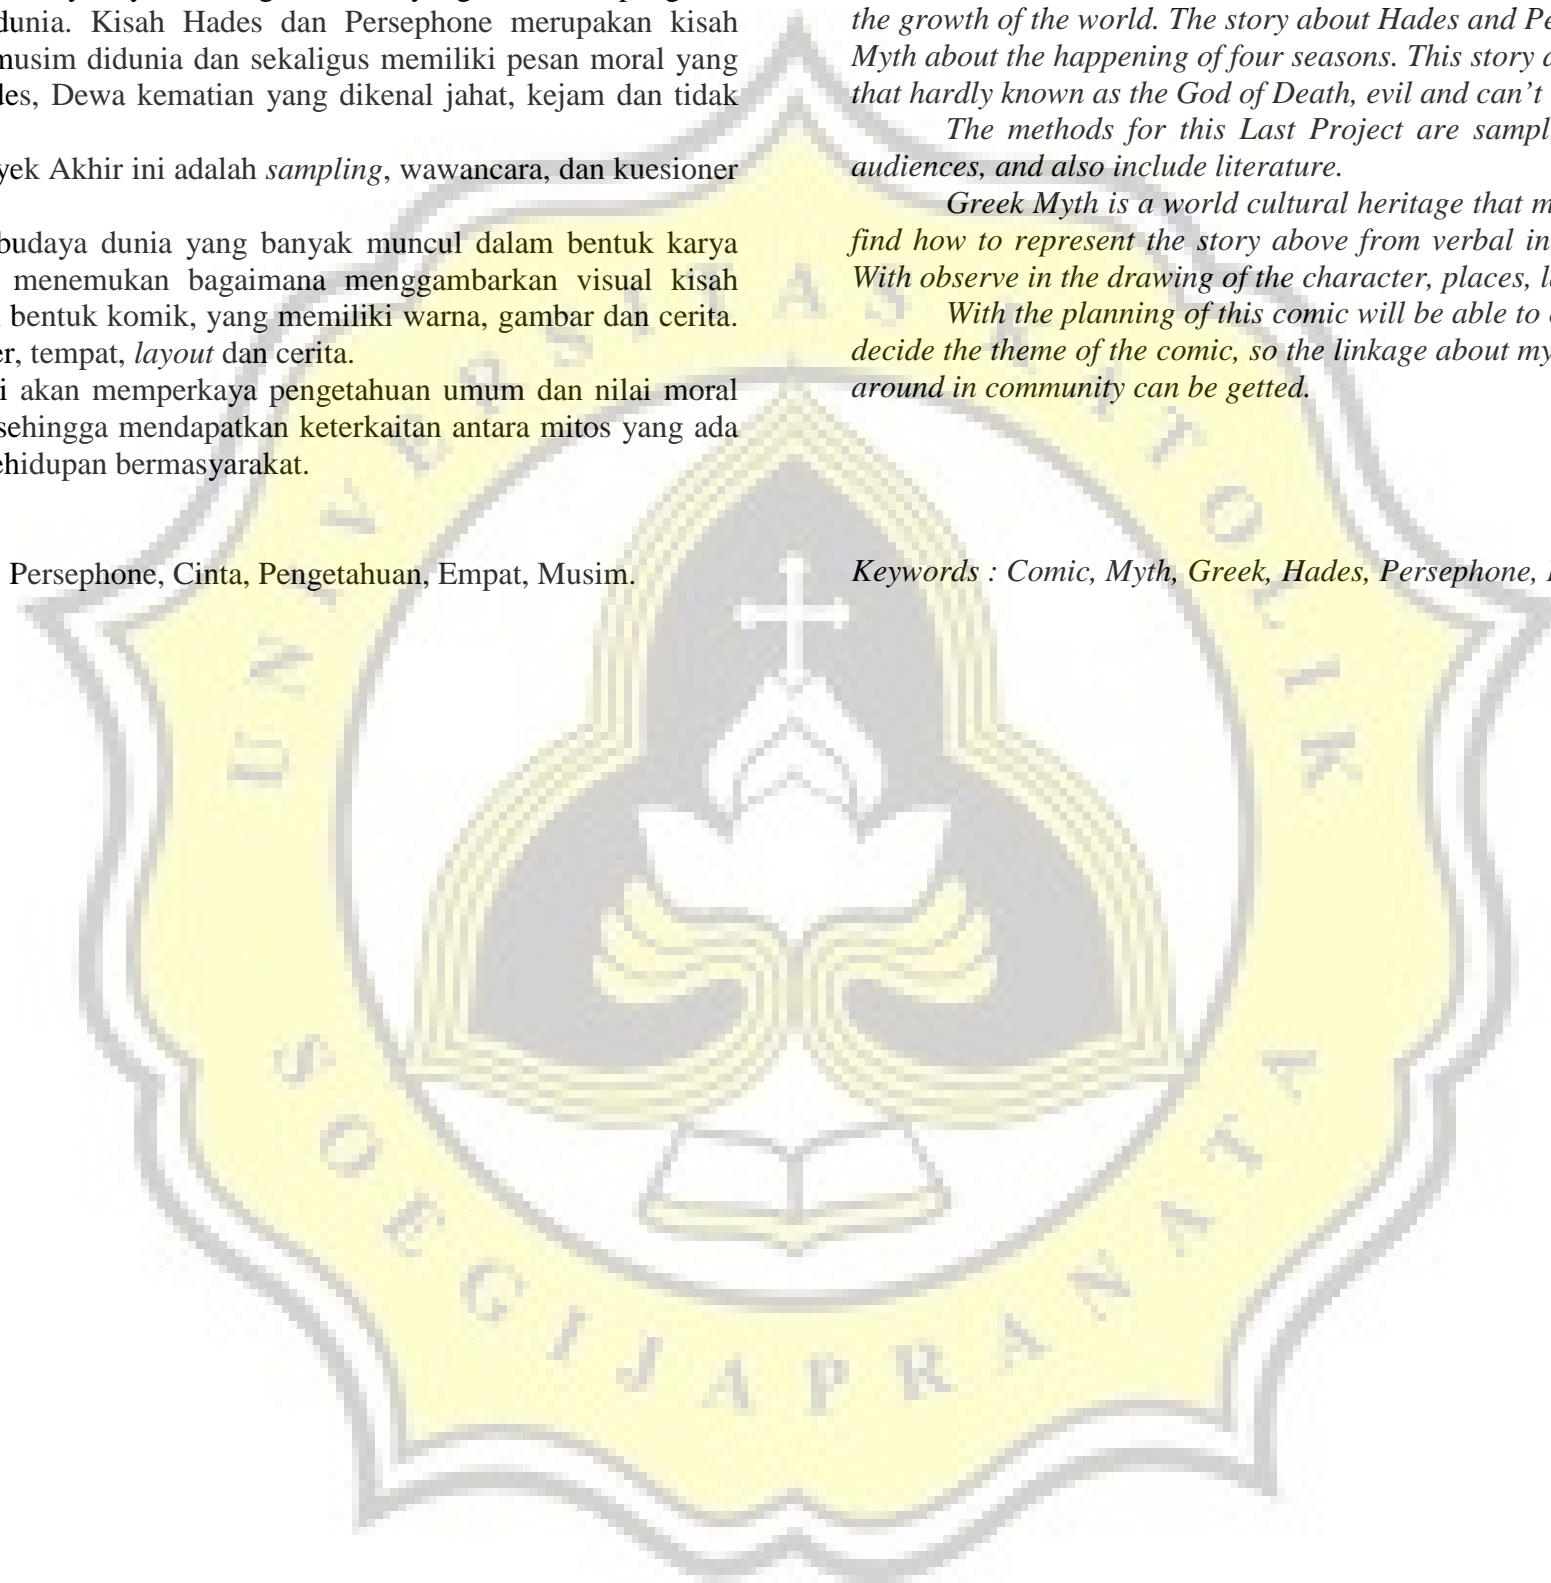 dunia. Kisah Hades dan Persephone merupakan kisah
musim didunia dan sekaligus memiliki pesan moral yang
des, Dewa kematian yang dikenal jahat, kejam dan tidak
yek Akhir ini adalah sampling, wawancara, dan kuesioner
budaya dunia yang banyak muncul dalam bentuk karya
menemukan bagaimana menggambarkan visual kisah
bentuk komik, yang memiliki warna, gambar dan cerita.
er, tempat, layout dan cerita.
i akan memperkaya pengetahuan umum dan nilai moral
sehingga mendapatkan keterkaitan antara mitos yang ada
ehidupan bermasyarakat.
Persephone, Cinta, Pengetahuan, Empat, Musim.
the growth of the world. The story about Hades and Pe
Myth about the happening of four seasons. This story a
that hardly known as the God of Death, evil and can't
The methods for this Last Project are sampl
audiences, and also include literature.
Greek Myth is a world cultural heritage that m
find how to represent the story above from verbal in
With observe in the drawing of the character, places, la
With the planning of this comic will be able to
decide the theme of the comic, so the linkage about my
around in community can be getted.
Keywords : Comic, Myth, Greek, Hades, Persephone,
UNIVERSITAS KATOLIK
SOEGIJAPRANATA